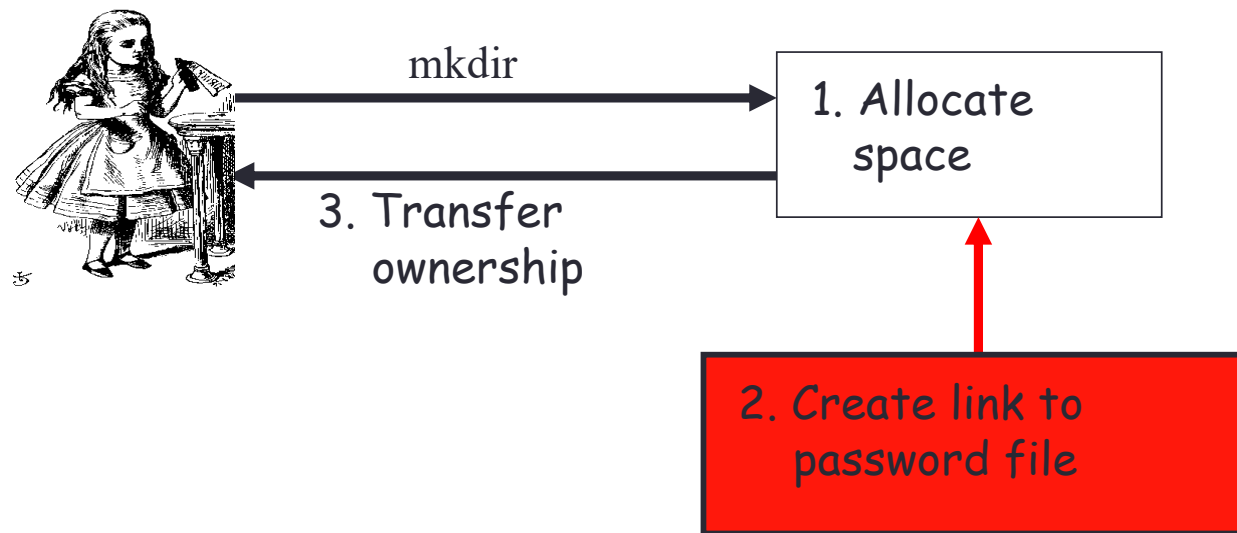 mkdir
1. Allocate
space
3. Transfer
ownership
2. Create link to
password file